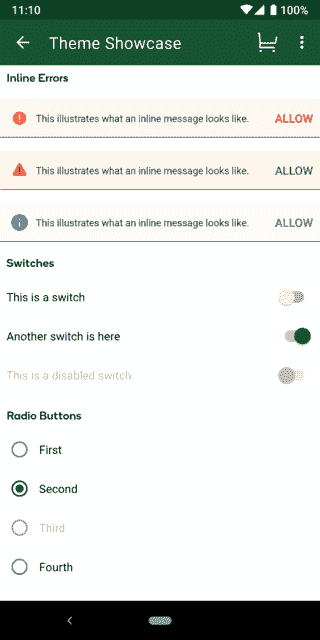 11:10
100%
Theme Showcase
Inline Errors
This illustrates what an inline message looks like.
ALLOW
This illustrates what an inline message looks like.
ALLOW
This illustrates what an inline message looks like.
ALLOW
Switches
This is a switch
Another switch is here
This is a disabled switch
Radio Buttons
First
Second
Third
Fourth